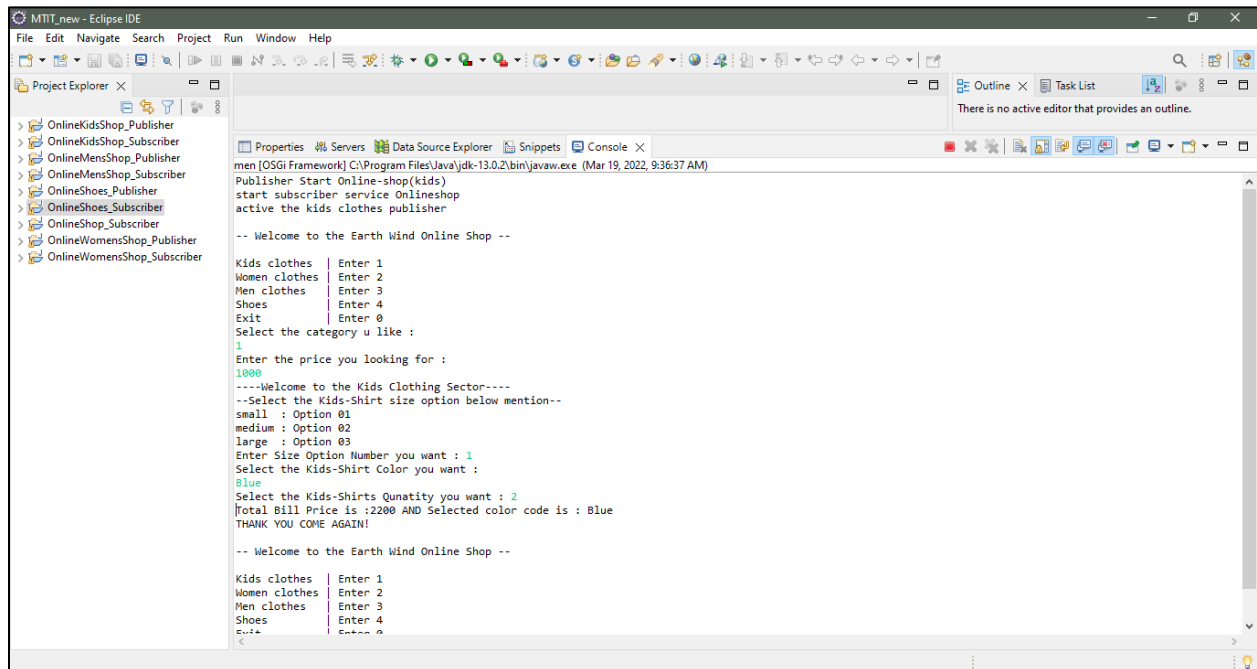 MTIT_new - Eclipse IDE
File Edit Navigate Search Project Run Window Help
Project Explorer
OnlineKidsShop_Publisher
OnlineKidsShop_Subscriber
OnlineMensShop_Publisher
OnlineMensShop_Subscriber
OnlineShoes_Publisher
OnlineShoes_Subscriber
OnlineShop_Subscriber
OnlineWomensShop_Publisher
OnlineWomensShop_Subscriber
Outline Task List
There is no active editor that provides an outline.
Properties Servers Data Source Explorer Snippets Console
men [OSGi Framework] C:\Program Files\Java\jdk-13.0.2\bin\javaw.exe (Mar 19, 2022, 9:36:37 AM)
Publisher Start Online-shop(kids)
start subscriber service Onlineshop
active the kids clothes publisher
-- Welcome to the Earth Wind Online Shop --
Kids clothes | Enter 1
Women clothes | Enter 2
Men clothes | Enter 3
Shoes | Enter 4
Exit | Enter 0
Select the category u like :
1
Enter the price you looking for :
1000
----Welcome to the Kids Clothing Sector----
--Select the Kids-Shirt size option below mention--
small : Option 01
medium : Option 02
large : Option 03
Enter Size Option Number you want : 1
Select the Kids-Shirt Color you want :
Blue
Select the Kids-Shirts Qunatity you want : 2
Total Bill Price is :2200 AND Selected color code is : Blue
THANK YOU COME AGAIN!
-- Welcome to the Earth Wind Online Shop --
Kids clothes | Enter 1
Women clothes | Enter 2
Men clothes | Enter 3
Shoes | Enter 4
Exit | Enter 0